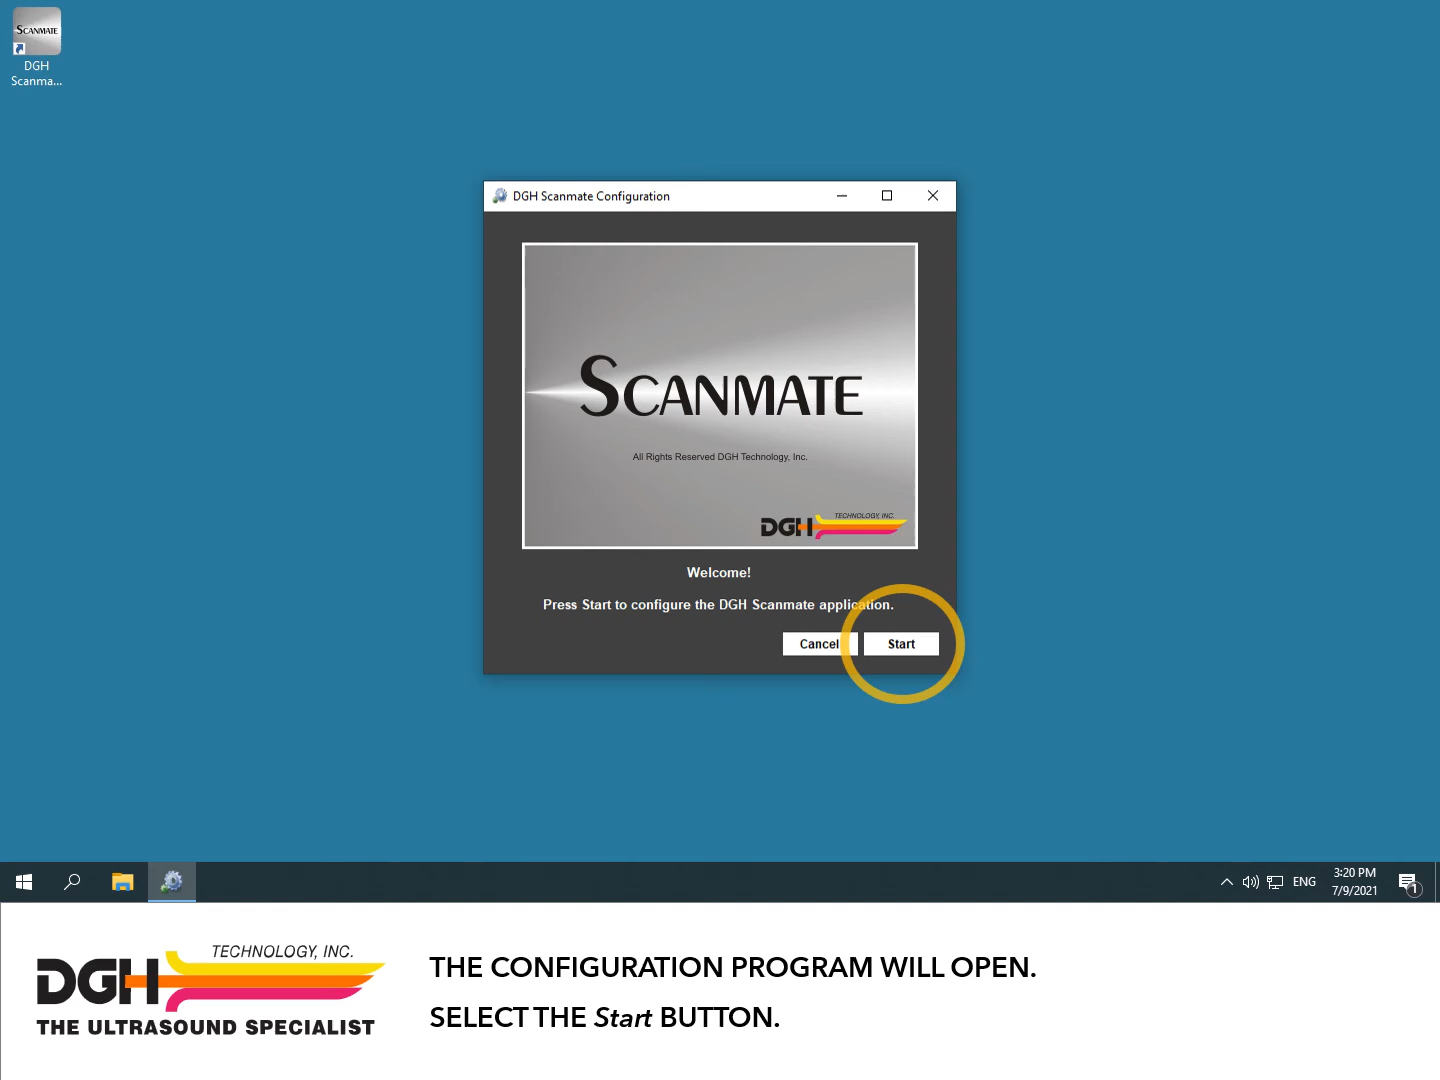 SCANMATE
DGH
Scanma...
DGH Scanmate Configuration
SCANMATE
All Rights Reserved DGH Technology, Inc.
TECHNOLOGY, INC.
DGH
Welcome!
Press Start to configure the DGH Scanmate application.
Cancel
Start
ENG
3:20 PM
7/9/2021
1
TECHNOLOGY, INC.
DGH
THE ULTRASOUND SPECIALIST
THE CONFIGURATION PROGRAM WILL OPEN.
SELECT THE Start BUTTON.